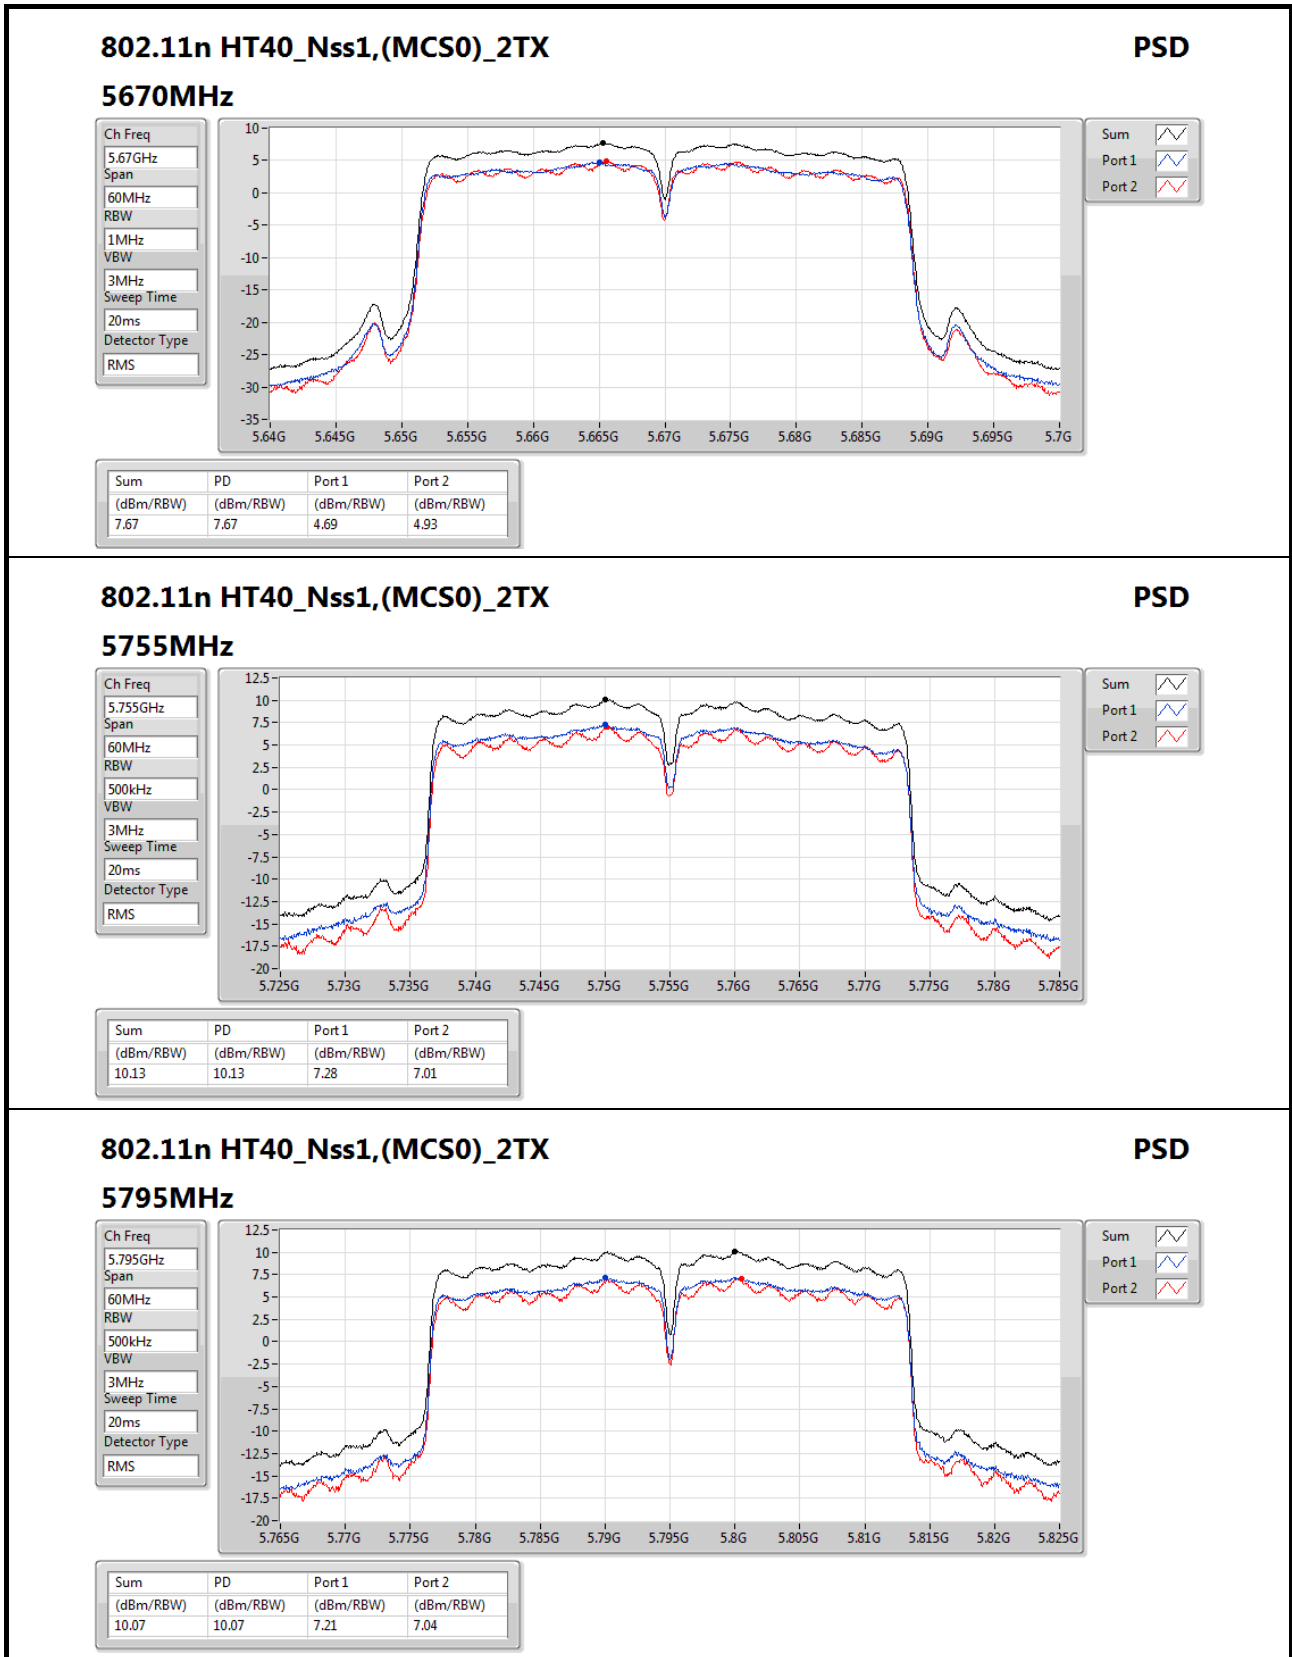 802.11n HT40_Nss1,(MCS0)_2TX PSD
5670MHz
Ch Freq
5.67GHz
Span
60MHz
RBW
1MHz
VBW
3MHz
Sweep Time
20ms
Detector Type
RMS
10
5
0
-5
-10
-15
-20
-25
-30
-35
5.64G 5.645G 5.65G 5.655G 5.66G 5.665G 5.67G 5.675G 5.68G 5.685G 5.69G 5.695G 5.7G
Sum
Port 1
Port 2
Sum PD Port 1 Port 2
(dBm/RBW) (dBm/RBW) (dBm/RBW) (dBm/RBW)
7.67 7.67 4.69 4.93
802.11n HT40_Nss1,(MCS0)_2TX PSD
5755MHz
Ch Freq
5.755GHz
Span
60MHz
RBW
500kHz
VBW
3MHz
Sweep Time
20ms
Detector Type
RMS
12.5
10
7.5
5
2.5
0
-2.5
-5
-7.5
-10
-12.5
-15
-17.5
-20
5.725G 5.73G 5.735G 5.74G 5.745G 5.75G 5.755G 5.76G 5.765G 5.77G 5.775G 5.78G 5.785G
Sum
Port 1
Port 2
Sum PD Port 1 Port 2
(dBm/RBW) (dBm/RBW) (dBm/RBW) (dBm/RBW)
10.13 10.13 7.28 7.01
802.11n HT40_Nss1,(MCS0)_2TX PSD
5795MHz
Ch Freq
5.795GHz
Span
60MHz
RBW
500kHz
VBW
3MHz
Sweep Time
20ms
Detector Type
RMS
12.5
10
7.5
5
2.5
0
-2.5
-5
-7.5
-10
-12.5
-15
-17.5
-20
5.765G 5.77G 5.775G 5.78G 5.785G 5.79G 5.795G 5.8G 5.805G 5.81G 5.815G 5.82G 5.825G
Sum
Port 1
Port 2
Sum PD Port 1 Port 2
(dBm/RBW) (dBm/RBW) (dBm/RBW) (dBm/RBW)
10.07 10.07 7.21 7.04